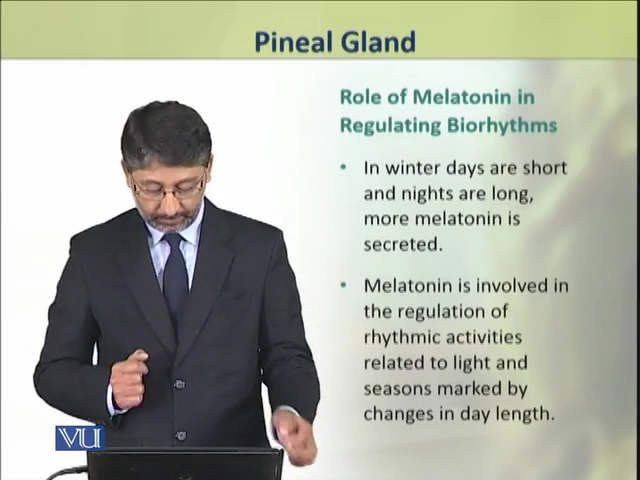 Pineal Gland
Role of Melatonin in
Regulating Biorhythms
• In winter days are short
and nights are long,
more melatonin is
secreted.
• Melatonin is involved in
the regulation of
rhythmic activities
related to light and
seasons marked by
changes in day length.
VU